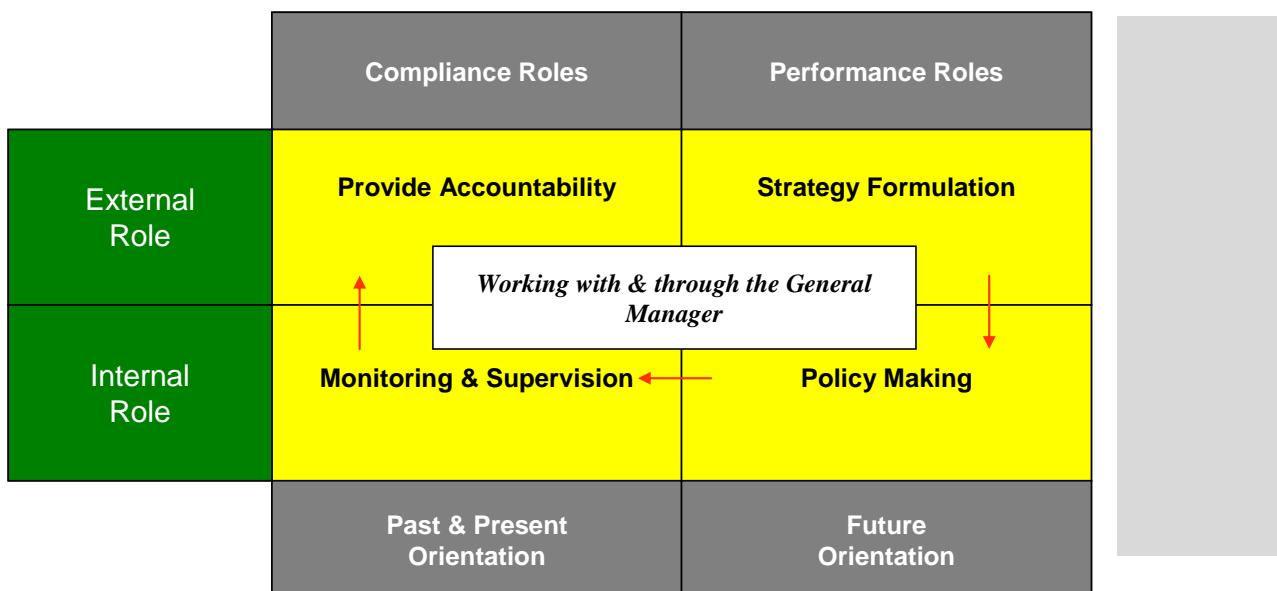 Compliance Roles
Performance Roles
External
Role
Provide Accountability
Strategy Formulation
Working with & through the General
Manager
Internal
Role
Monitoring & Supervision
Policy Making
Past & Present
Orientation
Future
Orientation